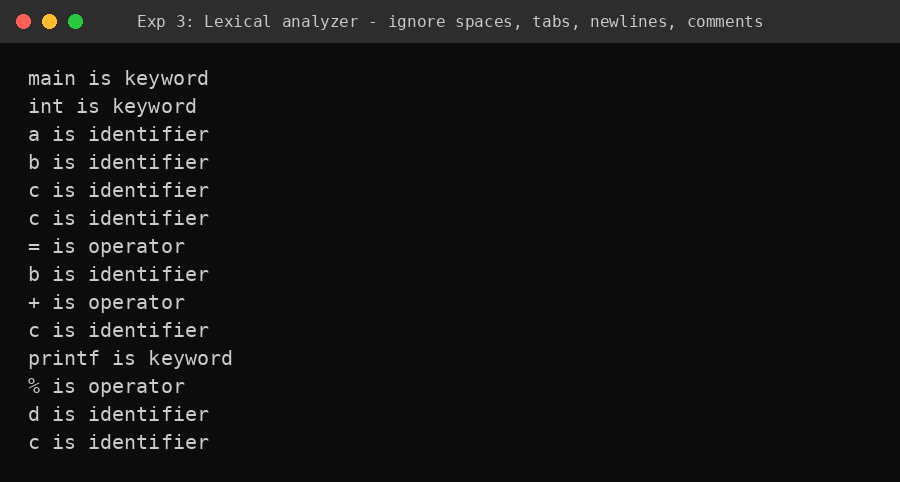 Exp 3: Lexical analyzer - ignore spaces, tabs, newlines, comments
main is keyword
int is keyword
a is identifier
b is identifier
c is identifier
c is identifier
= is operator
b is identifier
+ is operator
c is identifier
printf is keyword
% is operator
d is identifier
c is identifier